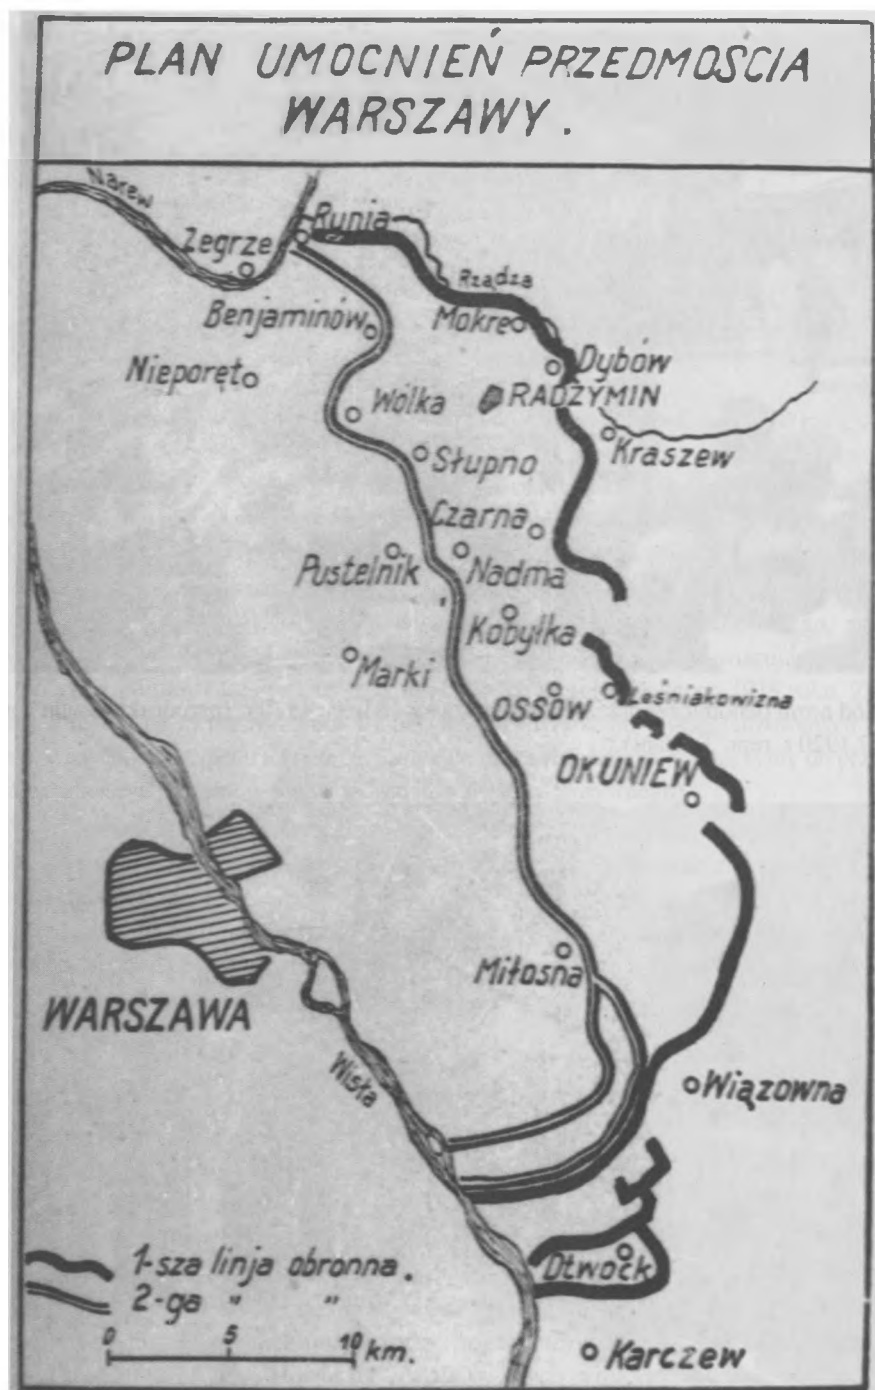 PLAN UMOCNIEŃ PRZEDMOŚCIA
WARSZAWY.
Narew
Zegrze
Rynia
Rządza
Benjaminów
Mokre
Nieporęt
Dybów
Wólka
RADZYMIN
Słupno
Kraszew
Czarna
Pustelnik
Nadma
Kobyłka
Marki
OSSÓW
Leśniakowizna
OKUNIEW
Miłosna
WARSZAWA
Wisła
Wiązowna
1-sza linja obronna.
Otwock
2-ga " "
0 5 10 km.
Karczew